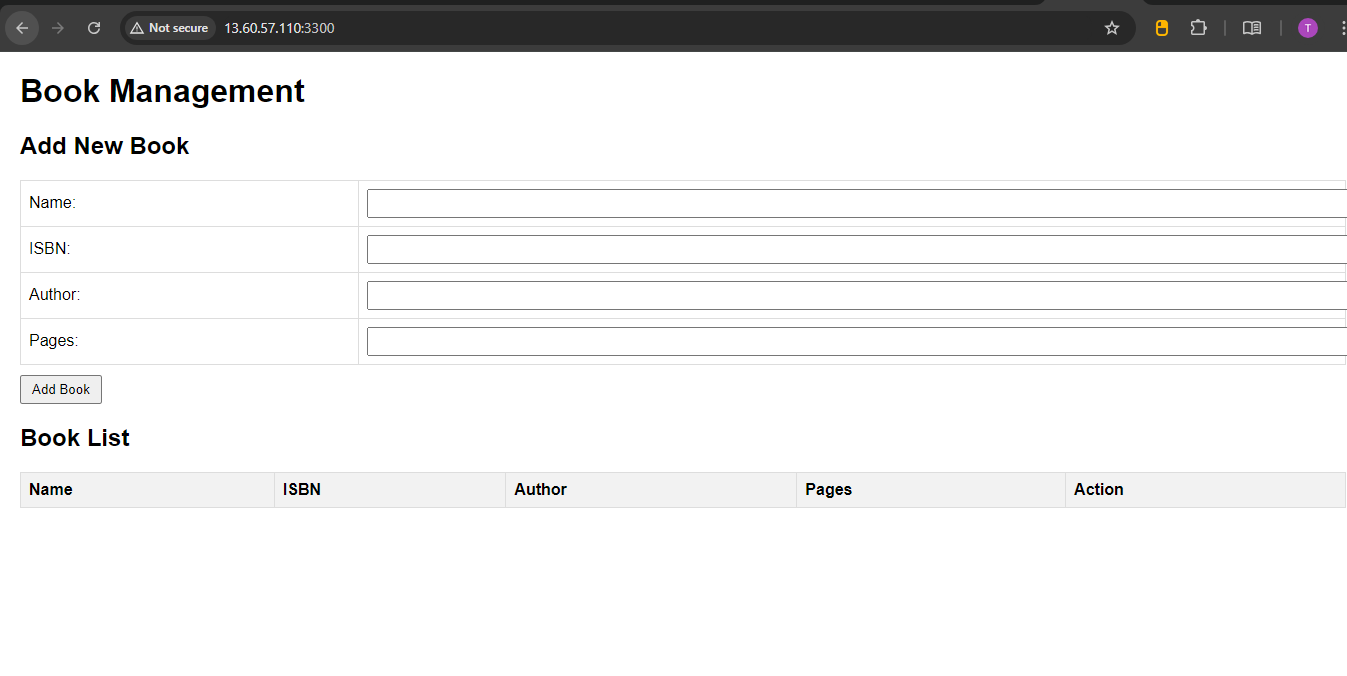 Not secure 13.60.57.110:3300 T
Book Management
Add New Book
Name:
ISBN:
Author:
Pages:
Add Book
Book List
Name ISBN Author Pages Action